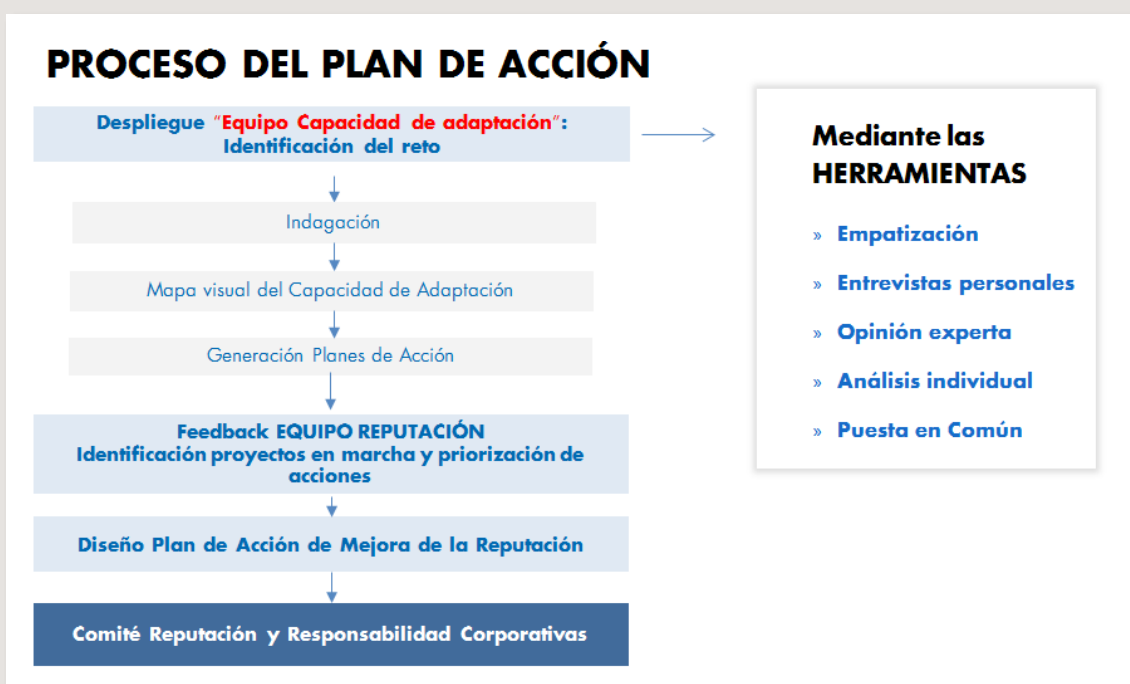 PROCESO DEL PLAN DE ACCIÓN
Despliegue “Equipo Capacidad de adaptación”:
Identificación del reto
Indagación
Mapa visual del Capacidad de Adaptación
Generación Planes de Acción
Feedback EQUIPO REPUTACIÓN
Identificación proyectos en marcha y priorización de
acciones
Diseño Plan de Acción de Mejora de la Reputación
Comité Reputación y Responsabilidad Corporativas
Mediante las
HERRAMIENTAS
» Empatización
» Entrevistas personales
» Opinión experta
» Análisis individual
» Puesta en Común